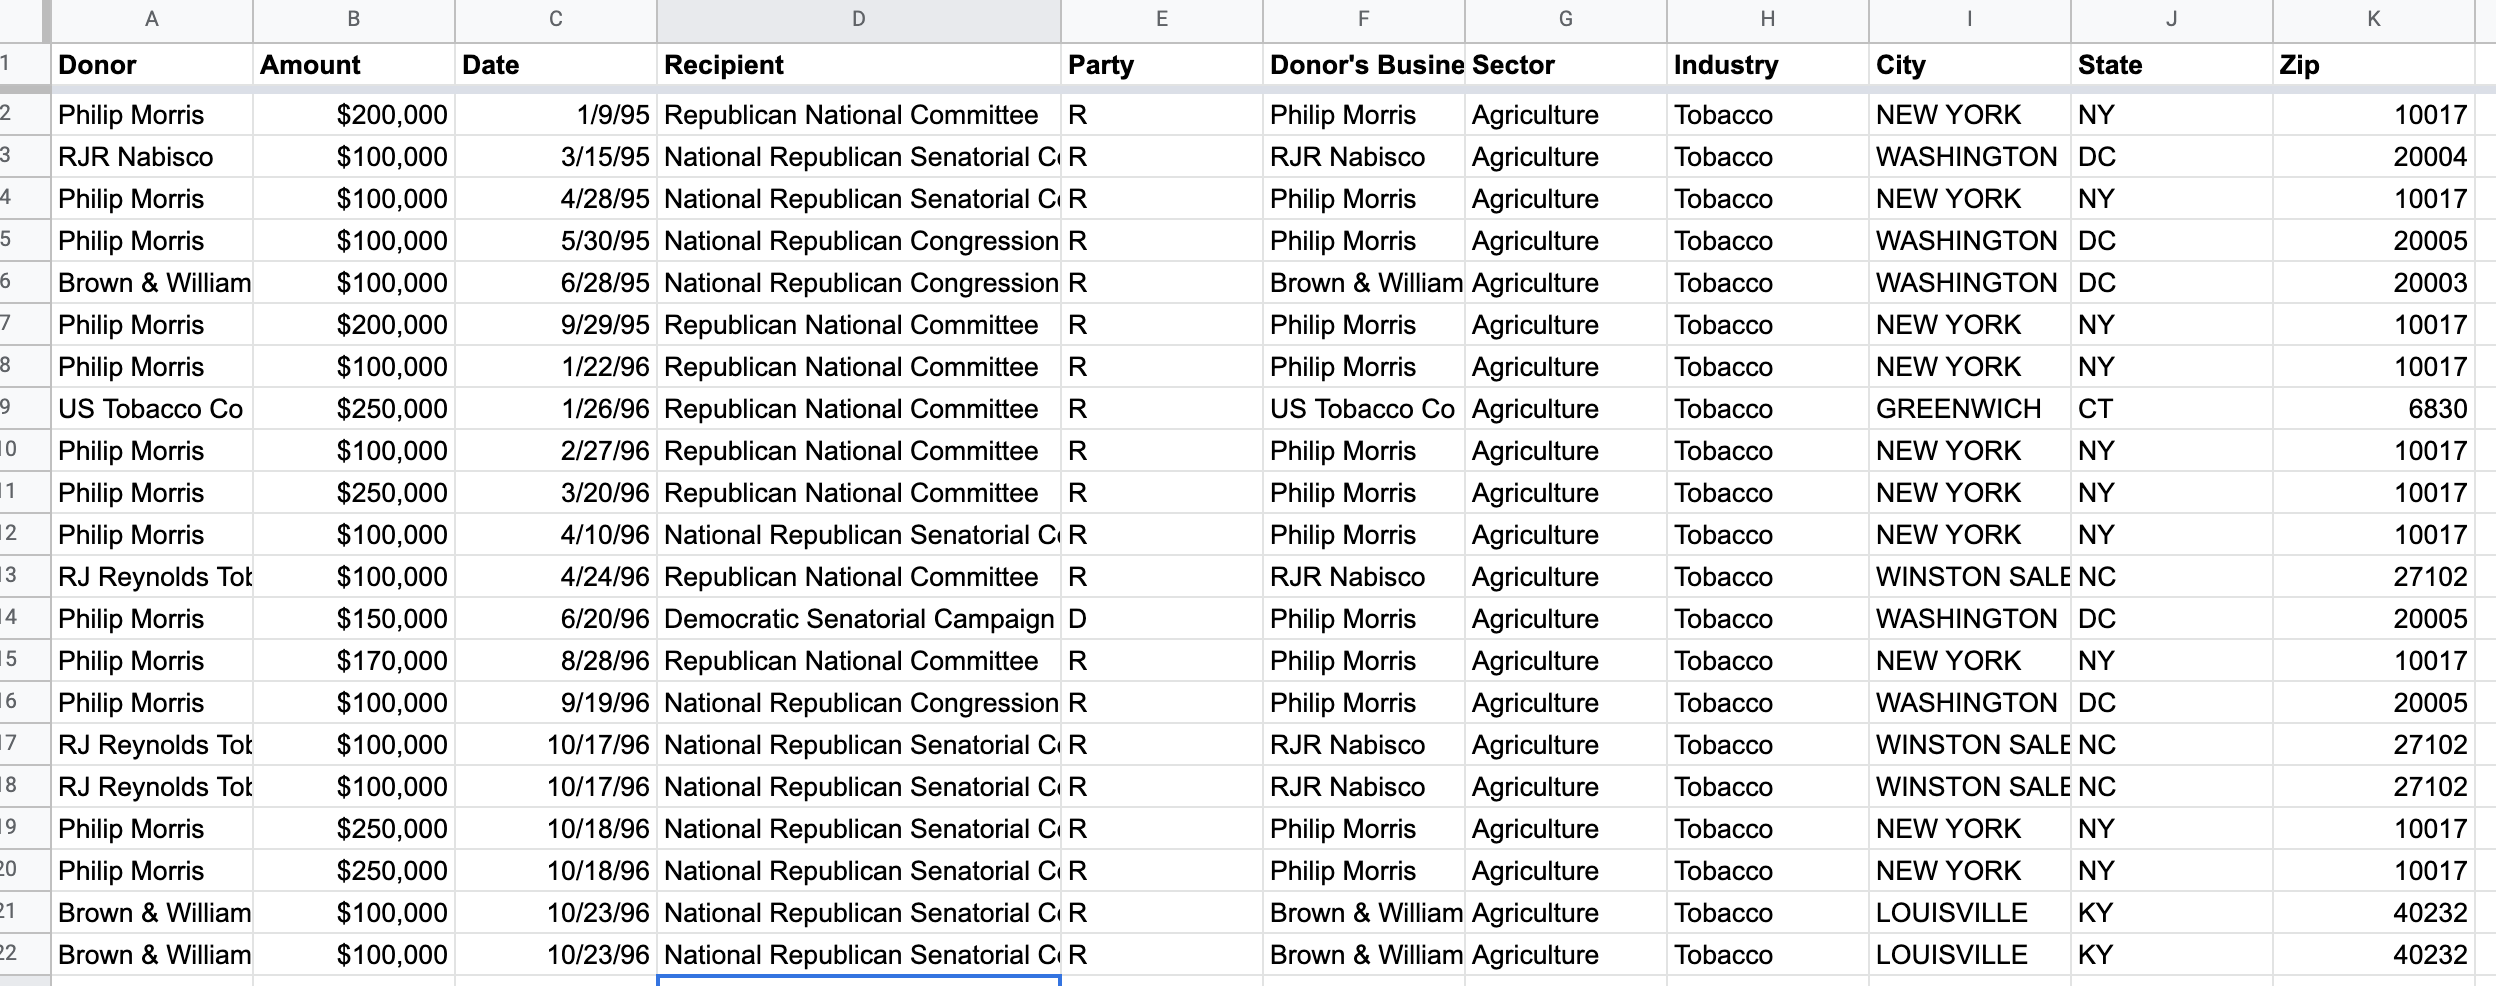 A B C D E F G H I J K
1 Donor Amount Date Recipient Party Donor's Busine Sector Industry City State Zip
2 Philip Morris $200,000 1/9/95 Republican National Committee R Philip Morris Agriculture Tobacco NEW YORK NY 10017
3 RJR Nabisco $100,000 3/15/95 National Republican Senatorial Co R RJR Nabisco Agriculture Tobacco WASHINGTON DC 20004
4 Philip Morris $100,000 4/28/95 National Republican Senatorial Co R Philip Morris Agriculture Tobacco NEW YORK NY 10017
5 Philip Morris $100,000 5/30/95 National Republican Congression R Philip Morris Agriculture Tobacco WASHINGTON DC 20005
6 Brown & William $100,000 6/28/95 National Republican Congression R Brown & William Agriculture Tobacco WASHINGTON DC 20003
7 Philip Morris $200,000 9/29/95 Republican National Committee R Philip Morris Agriculture Tobacco NEW YORK NY 10017
8 Philip Morris $100,000 1/22/96 Republican National Committee R Philip Morris Agriculture Tobacco NEW YORK NY 10017
9 US Tobacco Co $250,000 1/26/96 Republican National Committee R US Tobacco Co Agriculture Tobacco GREENWICH CT 6830
10 Philip Morris $100,000 2/27/96 Republican National Committee R Philip Morris Agriculture Tobacco NEW YORK NY 10017
11 Philip Morris $250,000 3/20/96 Republican National Committee R Philip Morris Agriculture Tobacco NEW YORK NY 10017
12 Philip Morris $100,000 4/10/96 National Republican Senatorial Co R Philip Morris Agriculture Tobacco NEW YORK NY 10017
13 RJ Reynolds Tob $100,000 4/24/96 Republican National Committee R RJR Nabisco Agriculture Tobacco WINSTON SALE NC 27102
14 Philip Morris $150,000 6/20/96 Democratic Senatorial Campaign D Philip Morris Agriculture Tobacco WASHINGTON DC 20005
15 Philip Morris $170,000 8/28/96 Republican National Committee R Philip Morris Agriculture Tobacco NEW YORK NY 10017
16 Philip Morris $100,000 9/19/96 National Republican Congression R Philip Morris Agriculture Tobacco WASHINGTON DC 20005
17 RJ Reynolds Tob $100,000 10/17/96 National Republican Senatorial Co R RJR Nabisco Agriculture Tobacco WINSTON SALE NC 27102
18 RJ Reynolds Tob $100,000 10/17/96 National Republican Senatorial Co R RJR Nabisco Agriculture Tobacco WINSTON SALE NC 27102
19 Philip Morris $250,000 10/18/96 National Republican Senatorial Co R Philip Morris Agriculture Tobacco NEW YORK NY 10017
20 Philip Morris $250,000 10/18/96 National Republican Senatorial Co R Philip Morris Agriculture Tobacco NEW YORK NY 10017
21 Brown & William $100,000 10/23/96 National Republican Senatorial Co R Brown & William Agriculture Tobacco LOUISVILLE KY 40232
22 Brown & William $100,000 10/23/96 National Republican Senatorial Co R Brown & William Agriculture Tobacco LOUISVILLE KY 40232